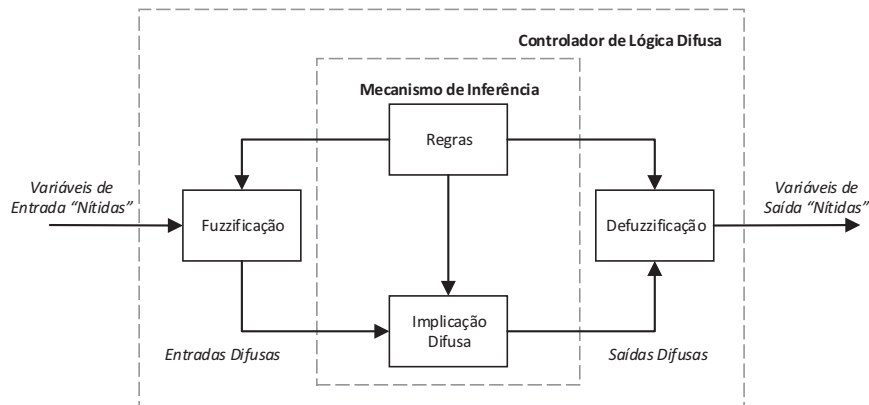 Controlador de Lógica Difusa
Mecanismo de Inferência
Regras
Variáveis de
Entrada “Nítidas”
Fuzzificação
Defuzzificação
Variáveis de
Saída “Nítidas”
Implicação
Difusa
Entradas Difusas
Saídas Difusas